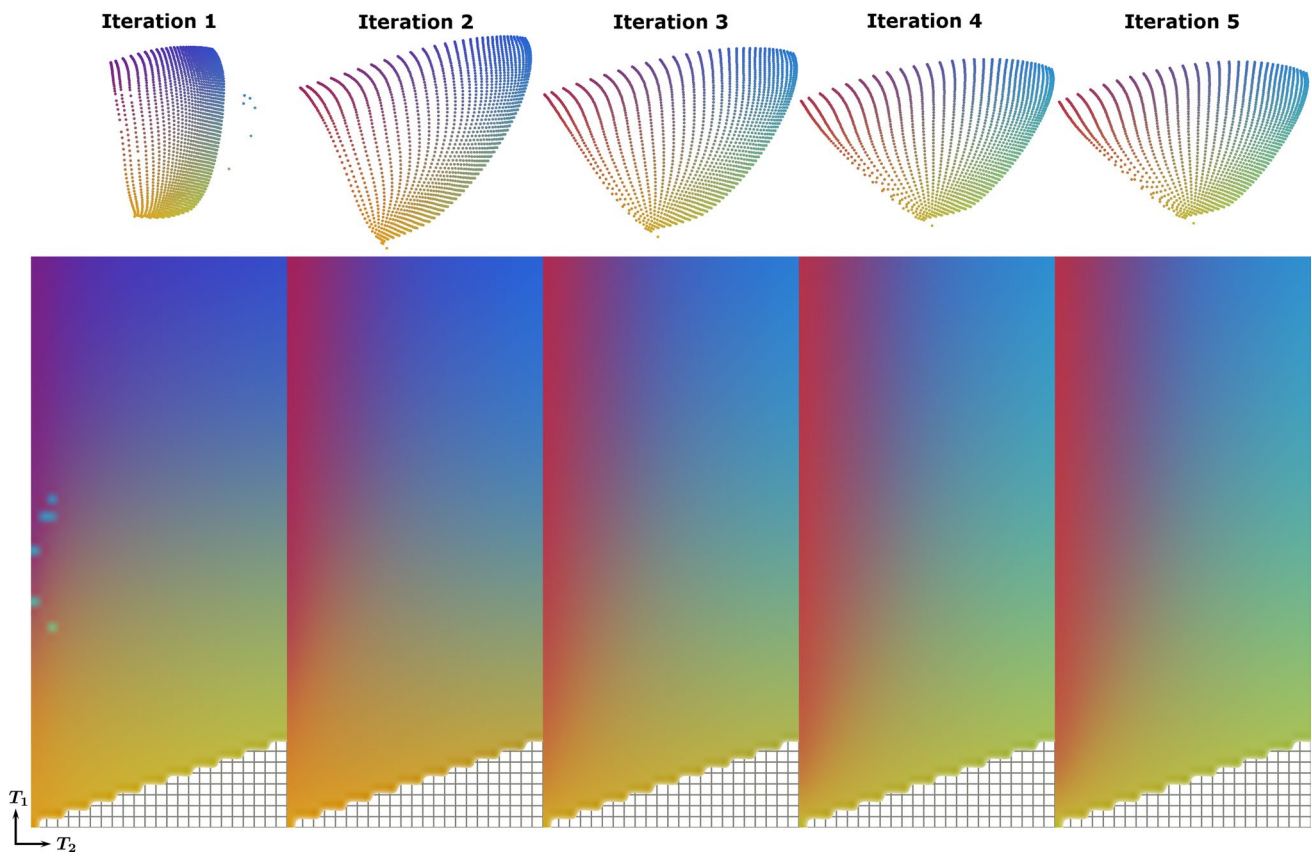 Iteration 1
Iteration 2
Iteration 3
Iteration 4
Iteration 5
T₁
T₂